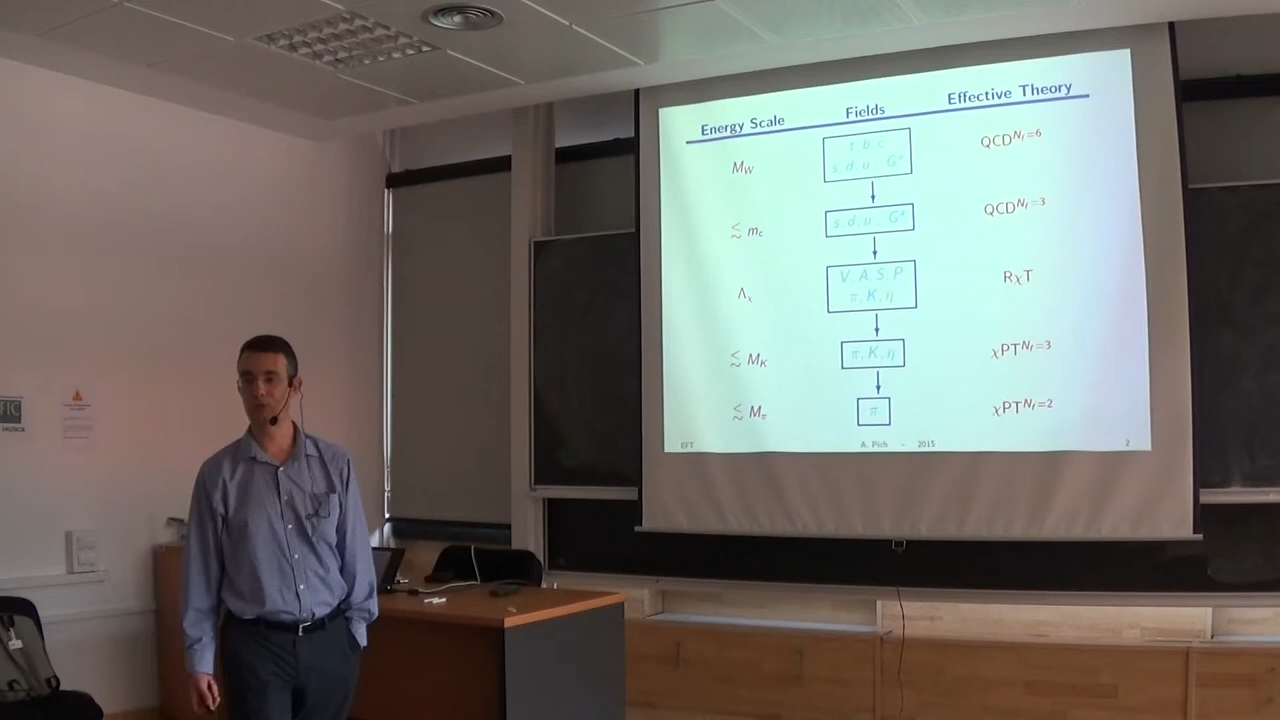 Energy Scale Fields Effective Theory
M_W t, b, c QCD^{N_f=6}
s, d, u, G^a
≲ m_c s, d, u, G^a QCD^{N_f=3}
Λ_χ V, A, S, P RχT
π, K, η
≲ M_K π, K, η χPT^{N_f=3}
≲ M_π π χPT^{N_f=2}
EFT A. Pich – 2015 2
FIC